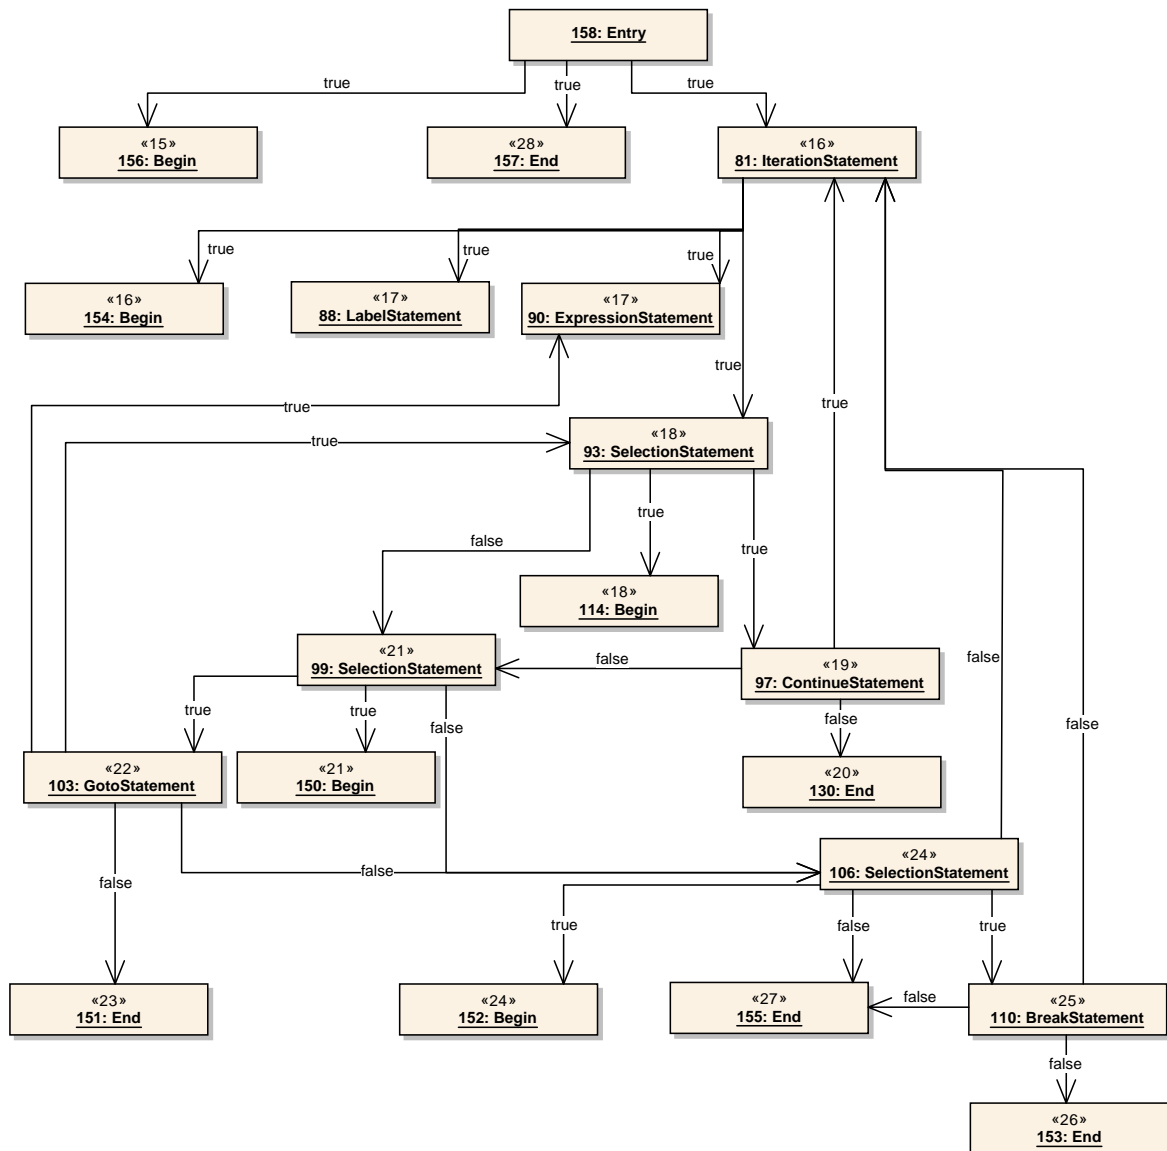 158: Entry
true
true
true
«15»
156: Begin
«28»
157: End
«16»
81: IterationStatement
true
true
true
«16»
154: Begin
«17»
88: LabelStatement
«17»
90: ExpressionStatement
true
true
true
«18»
93: SelectionStatement
true
true
false
true
«18»
114: Begin
«21»
99: SelectionStatement
false
«19»
97: ContinueStatement
false
true
true
false
false
false
«22»
103: GotoStatement
«21»
150: Begin
«20»
130: End
false
false
«24»
106: SelectionStatement
true
false
true
«23»
151: End
«24»
152: Begin
«27»
155: End
false
«25»
110: BreakStatement
false
«26»
153: End